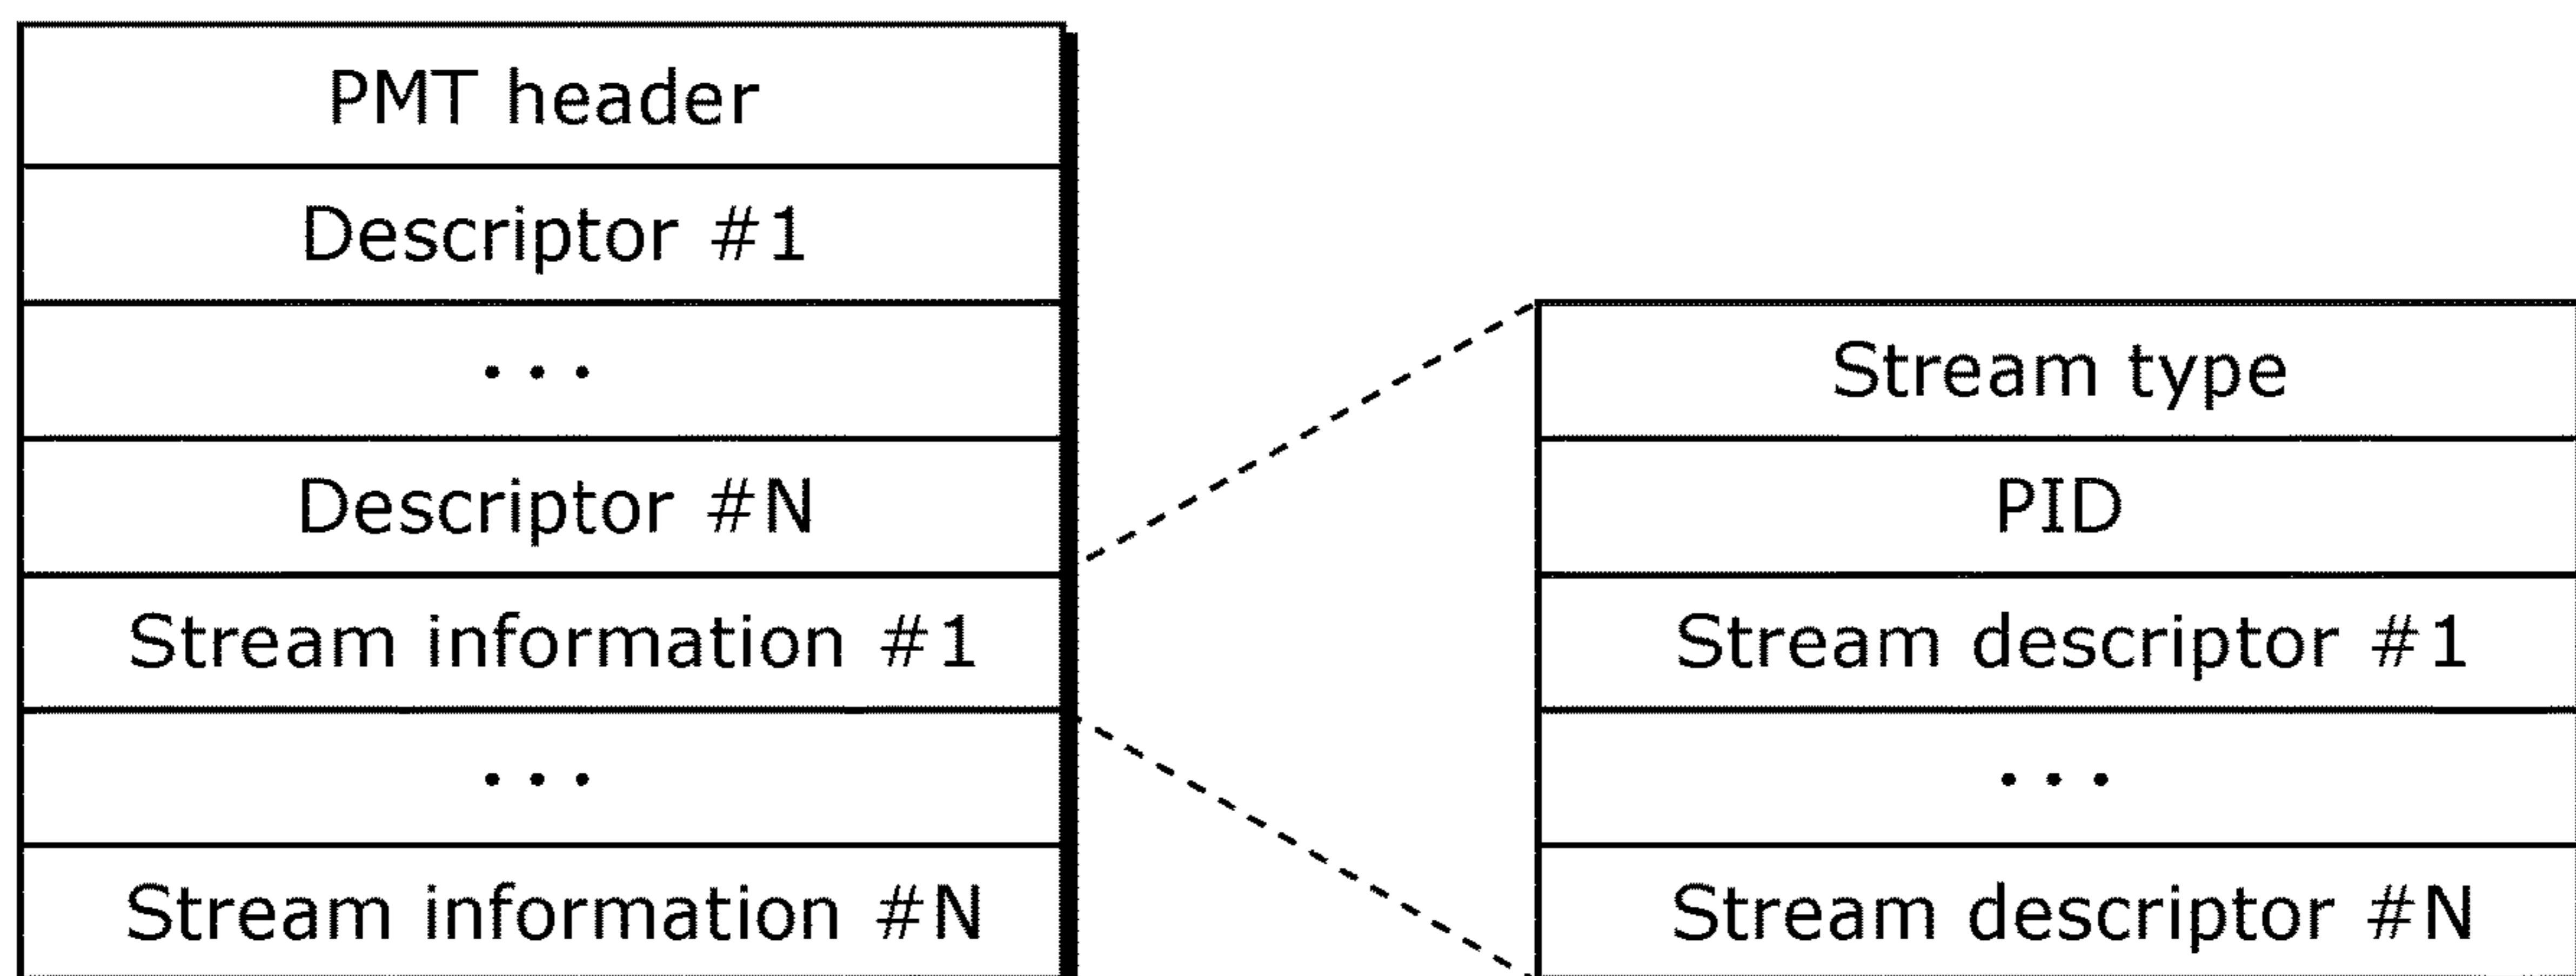 PMT header
Descriptor #1
...
Descriptor #N
Stream information #1
...
Stream information #N
Stream type
PID
Stream descriptor #1
...
Stream descriptor #N